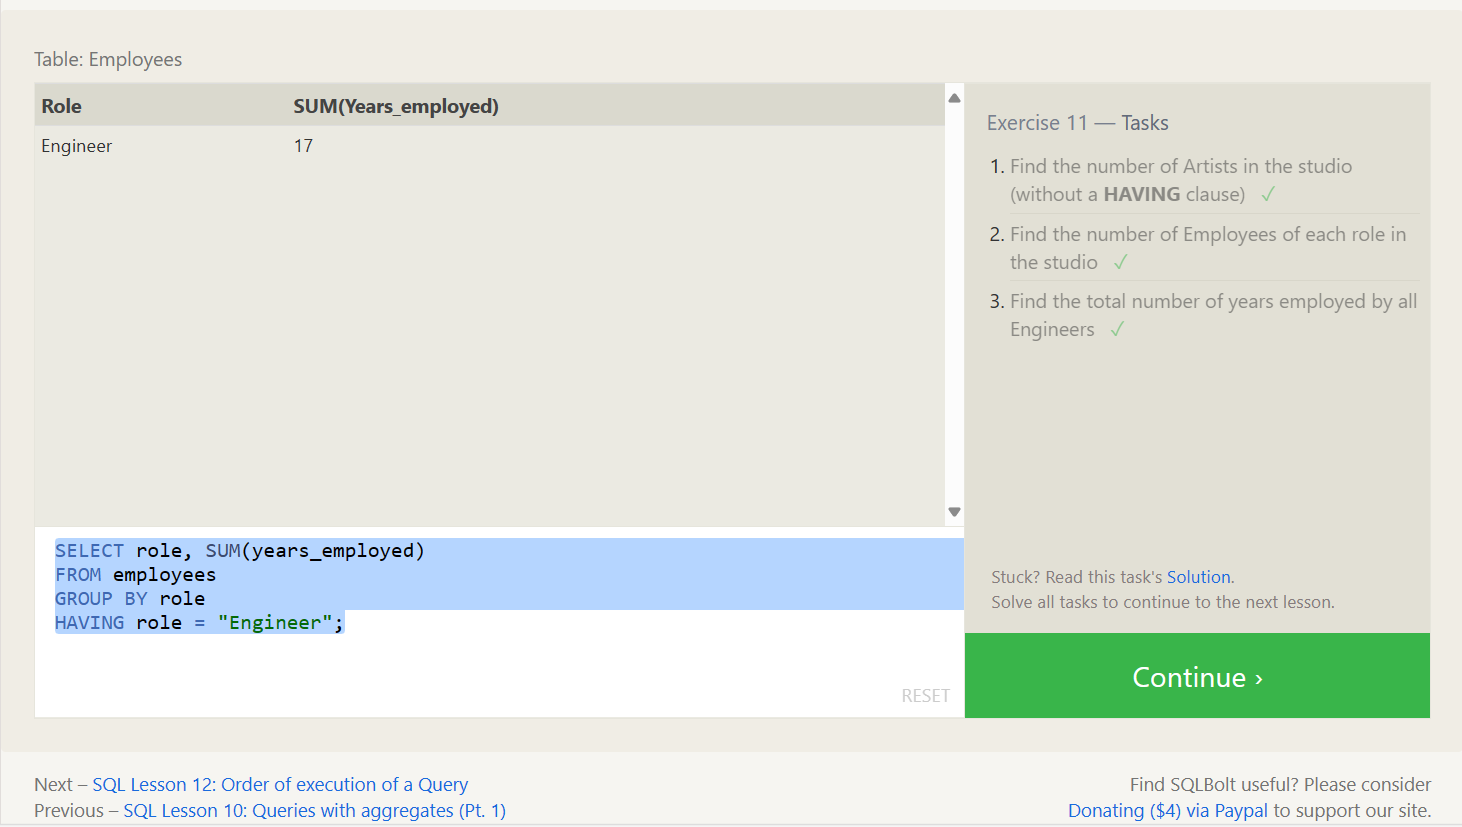 Table: Employees
Role SUM(Years_employed)
Engineer 17
SELECT role, SUM(years_employed)
FROM employees
GROUP BY role
HAVING role = "Engineer";
RESET
Exercise 11 — Tasks
1. Find the number of Artists in the studio
(without a HAVING clause) ✓
2. Find the number of Employees of each role in
the studio ✓
3. Find the total number of years employed by all
Engineers ✓
Stuck? Read this task's Solution.
Solve all tasks to continue to the next lesson.
Continue ›
Next – SQL Lesson 12: Order of execution of a Query
Previous – SQL Lesson 10: Queries with aggregates (Pt. 1)
Find SQLBolt useful? Please consider
Donating ($4) via Paypal to support our site.